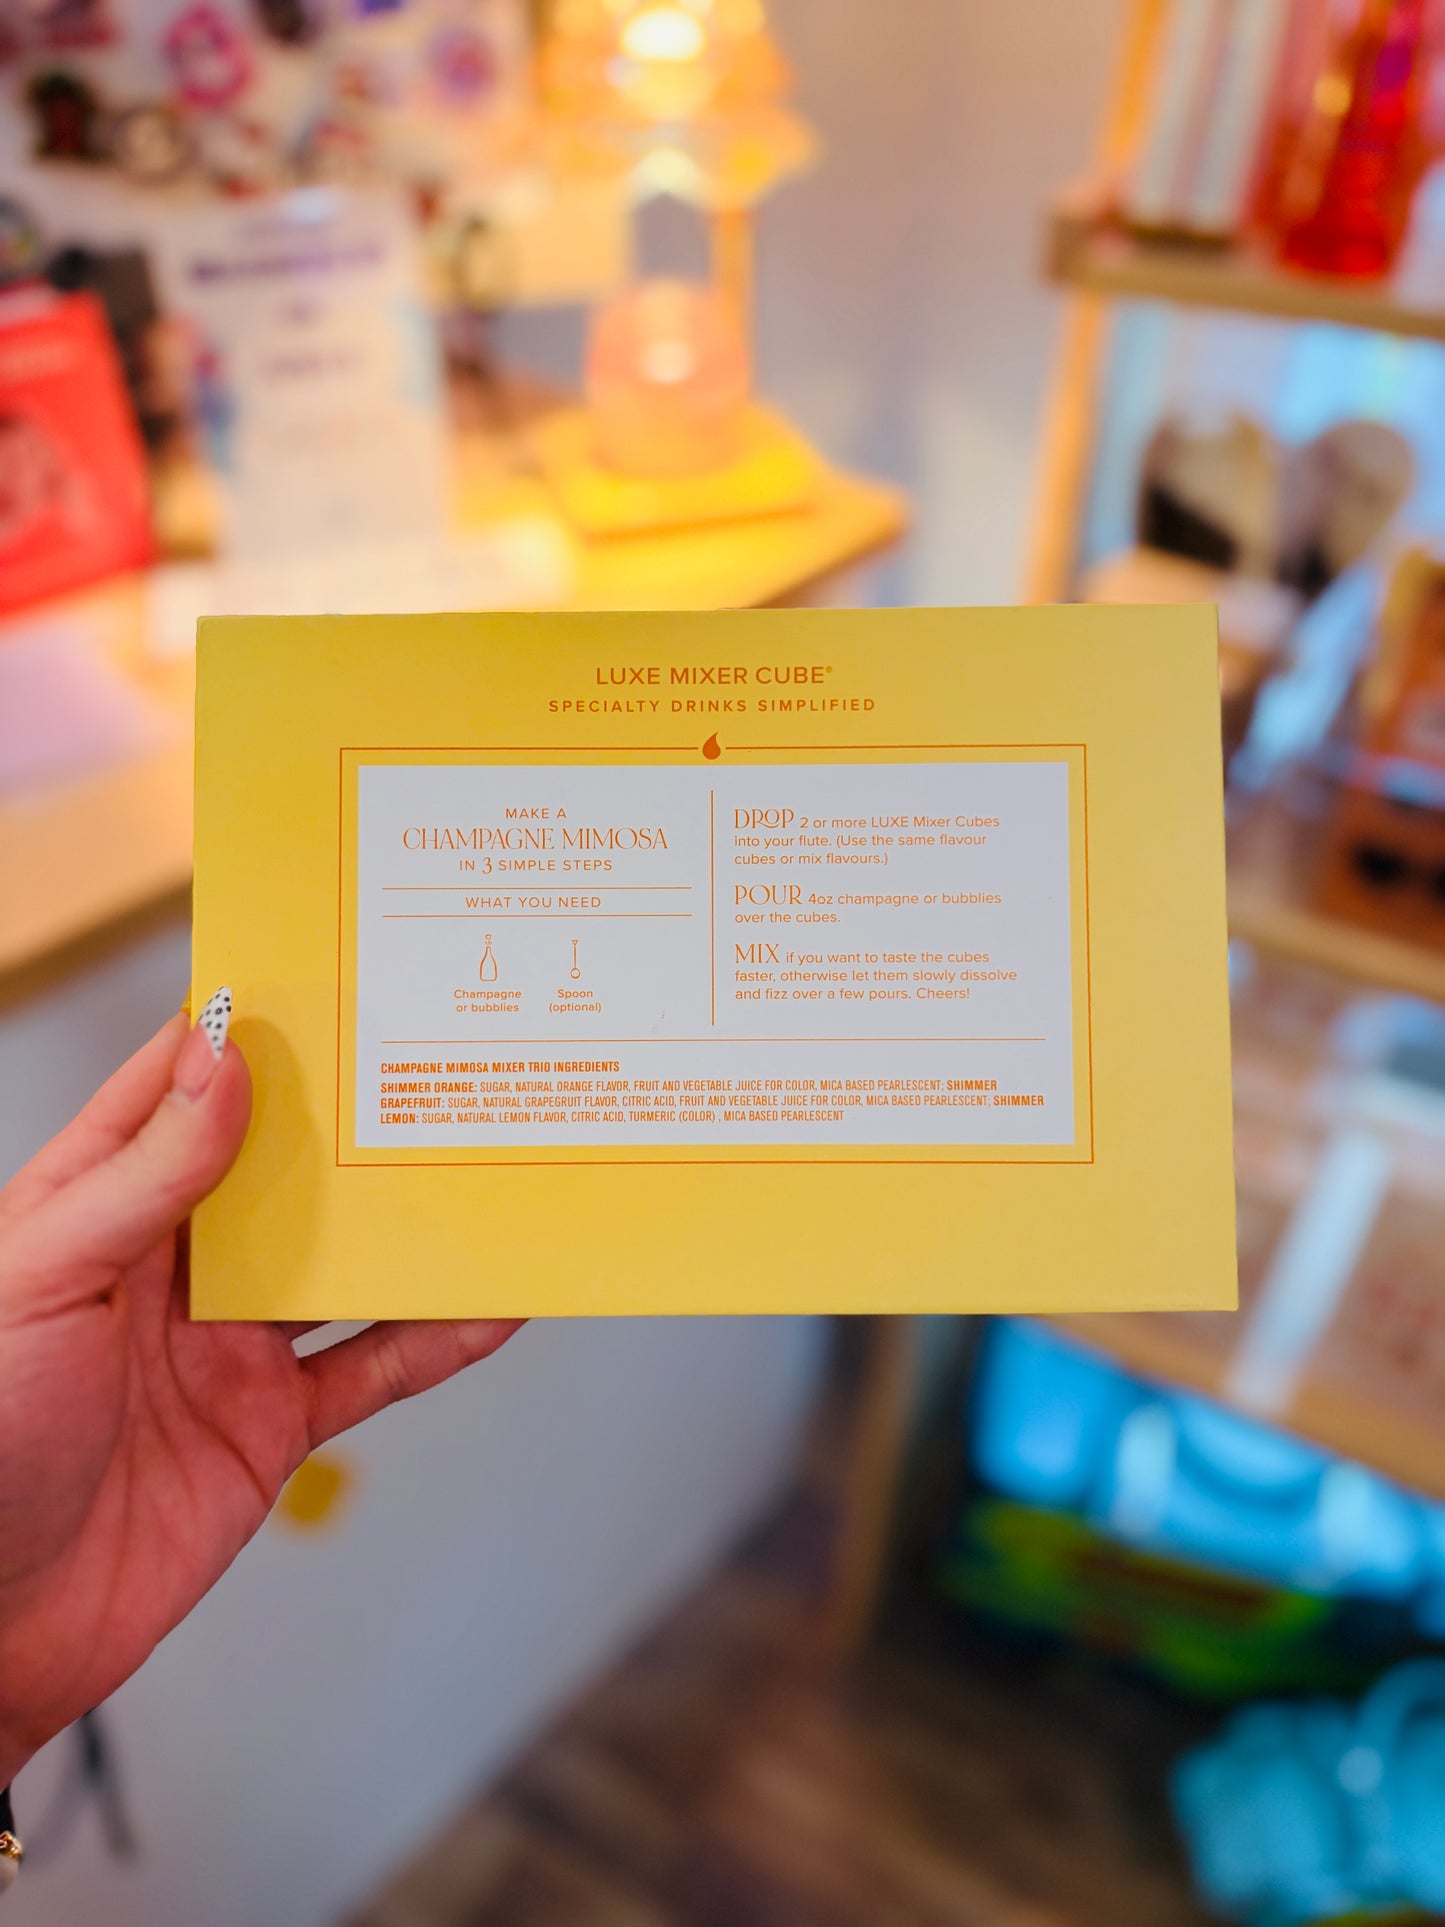 LUXE MIXER CUBE®
SPECIALTY DRINKS SIMPLIFIED
MAKE A
CHAMPAGNE MIMOSA
IN 3 SIMPLE STEPS
WHAT YOU NEED
Champagne
or bubblies
Spoon
(optional)
DROP 2 or more LUXE Mixer Cubes
into your flute. (Use the same flavour
cubes or mix flavours.)
POUR 4oz champagne or bubblies
over the cubes.
MIX if you want to taste the cubes
faster, otherwise let them slowly dissolve
and fizz over a few pours. Cheers!
CHAMPAGNE MIMOSA MIXER TRIO INGREDIENTS
SHIMMER ORANGE: SUGAR, NATURAL ORANGE FLAVOR, FRUIT AND VEGETABLE JUICE FOR COLOR, MICA BASED PEARLESCENT; SHIMMER
GRAPEFRUIT: SUGAR, NATURAL GRAPEGRUIT FLAVOR, CITRIC ACID, FRUIT AND VEGETABLE JUICE FOR COLOR, MICA BASED PEARLESCENT; SHIMMER
LEMON: SUGAR, NATURAL LEMON FLAVOR, CITRIC ACID, TURMERIC (COLOR) , MICA BASED PEARLESCENT